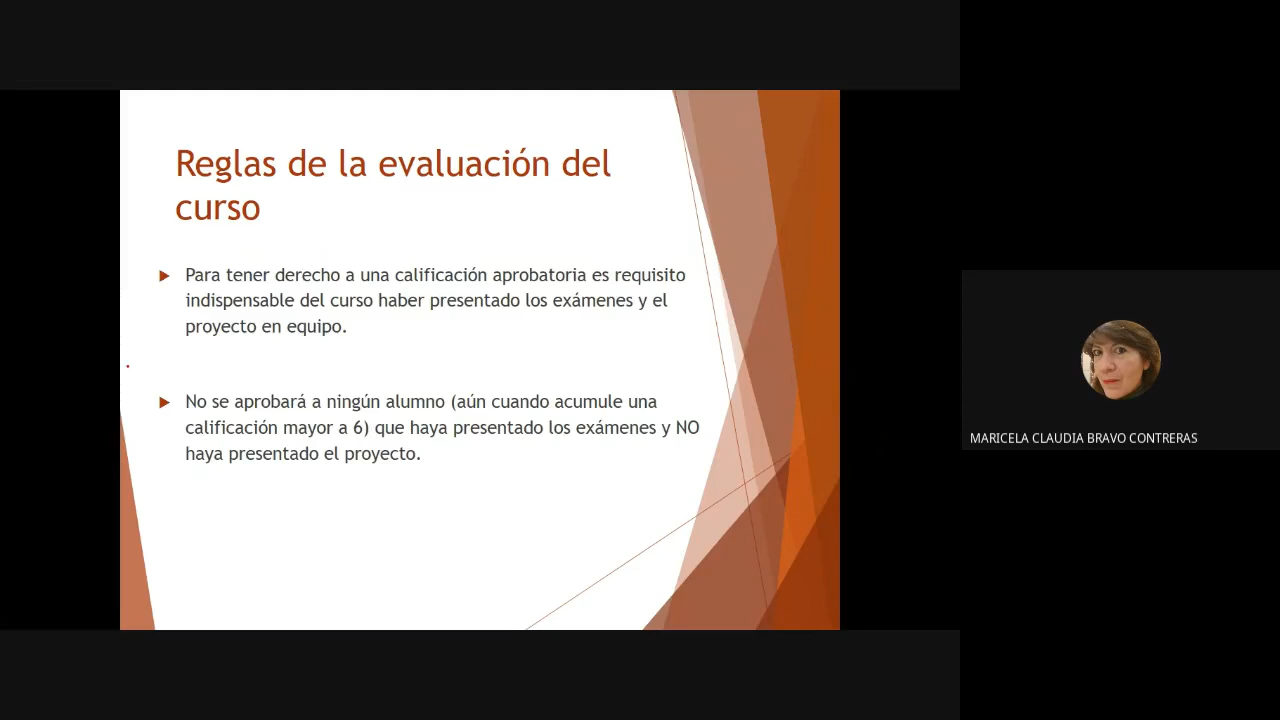 Reglas de la evaluación del
curso
Para tener derecho a una calificación aprobatoria es requisito
indispensable del curso haber presentado los exámenes y el
proyecto en equipo.
No se aprobará a ningún alumno (aún cuando acumule una
calificación mayor a 6) que haya presentado los exámenes y NO
haya presentado el proyecto.
MARICELA CLAUDIA BRAVO CONTRERAS